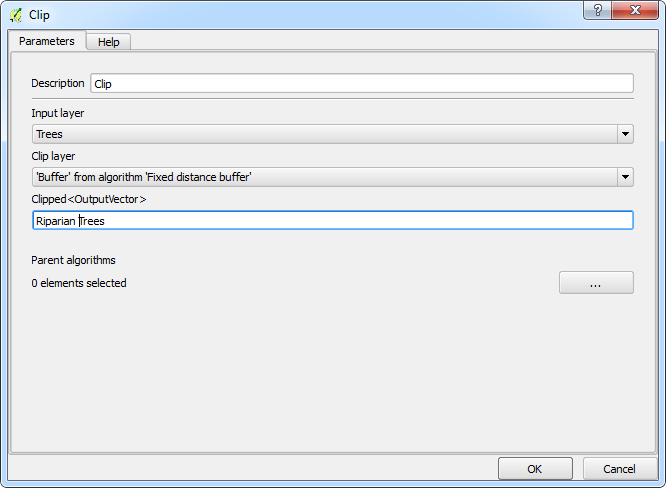 Clip
Parameters
Help
Description Clip
Input layer
Trees
Clip layer
'Buffer' from algorithm 'Fixed distance buffer'
Clipped<OutputVector>
Riparian Trees
Parent algorithms
0 elements selected
...
OK
Cancel